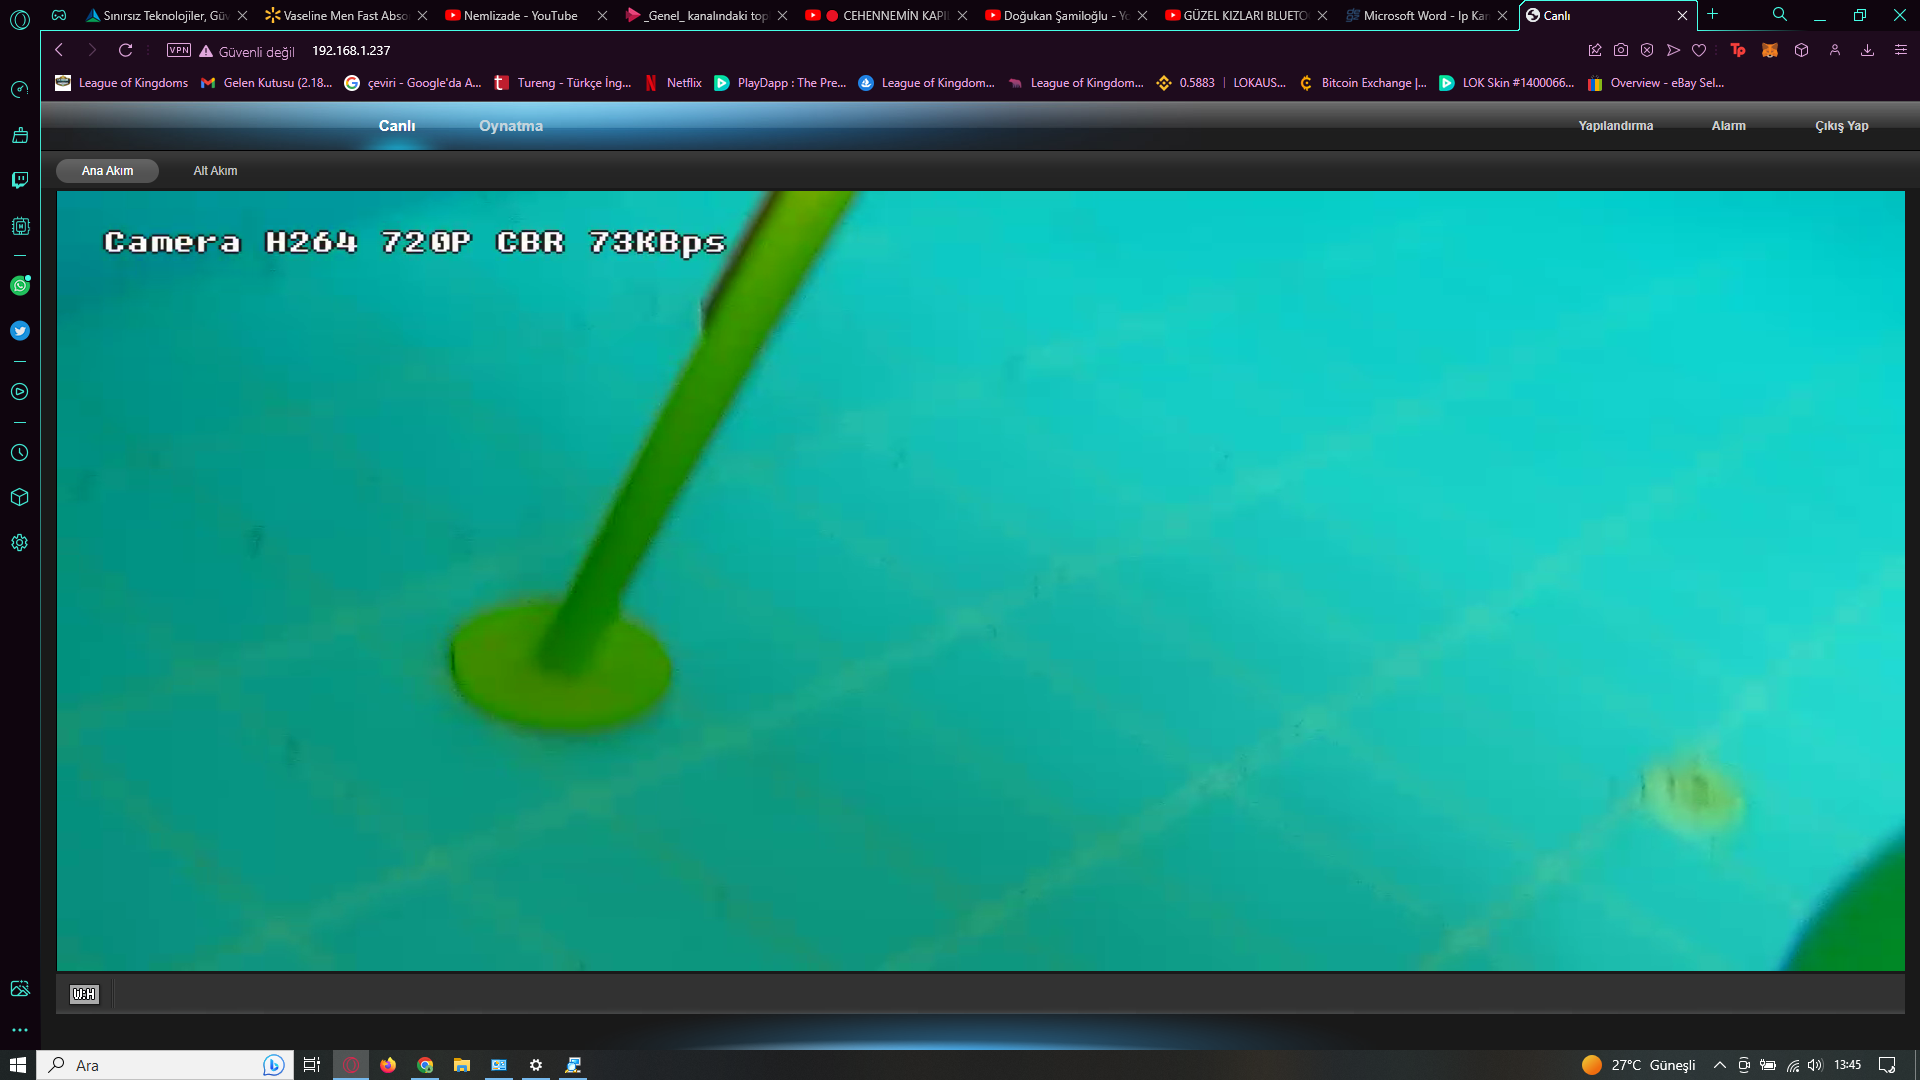 Sınırsız Teknolojiler, Gü
Vaseline Men Fast Abso
Nemlizade - YouTube
_Genel_ kanalındaki top
CEHENNEMİN KAPI
Doğukan Şamiloğlu - Yo
GÜZEL KIZLARI BLUETO
Microsoft Word - Ip Kar
Canlı
VPN
Güvenli değil
192.168.1.237
League of Kingdoms
Gelen Kutusu (2.18...
çeviri - Google'da A...
Tureng - Türkçe İng...
Netflix
PlayDapp : The Pre...
League of Kingdom...
League of Kingdom...
0.5883 | LOKAUS...
Bitcoin Exchange |...
LOK Skin #1400066...
Overview - eBay Sel...
Canlı
Oynatma
Yapılandırma
Alarm
Çıkış Yap
Ana Akım
Alt Akım
Camera H264 720P CBR 73KBps
W:H
Ara
27°C Güneşli
13:45